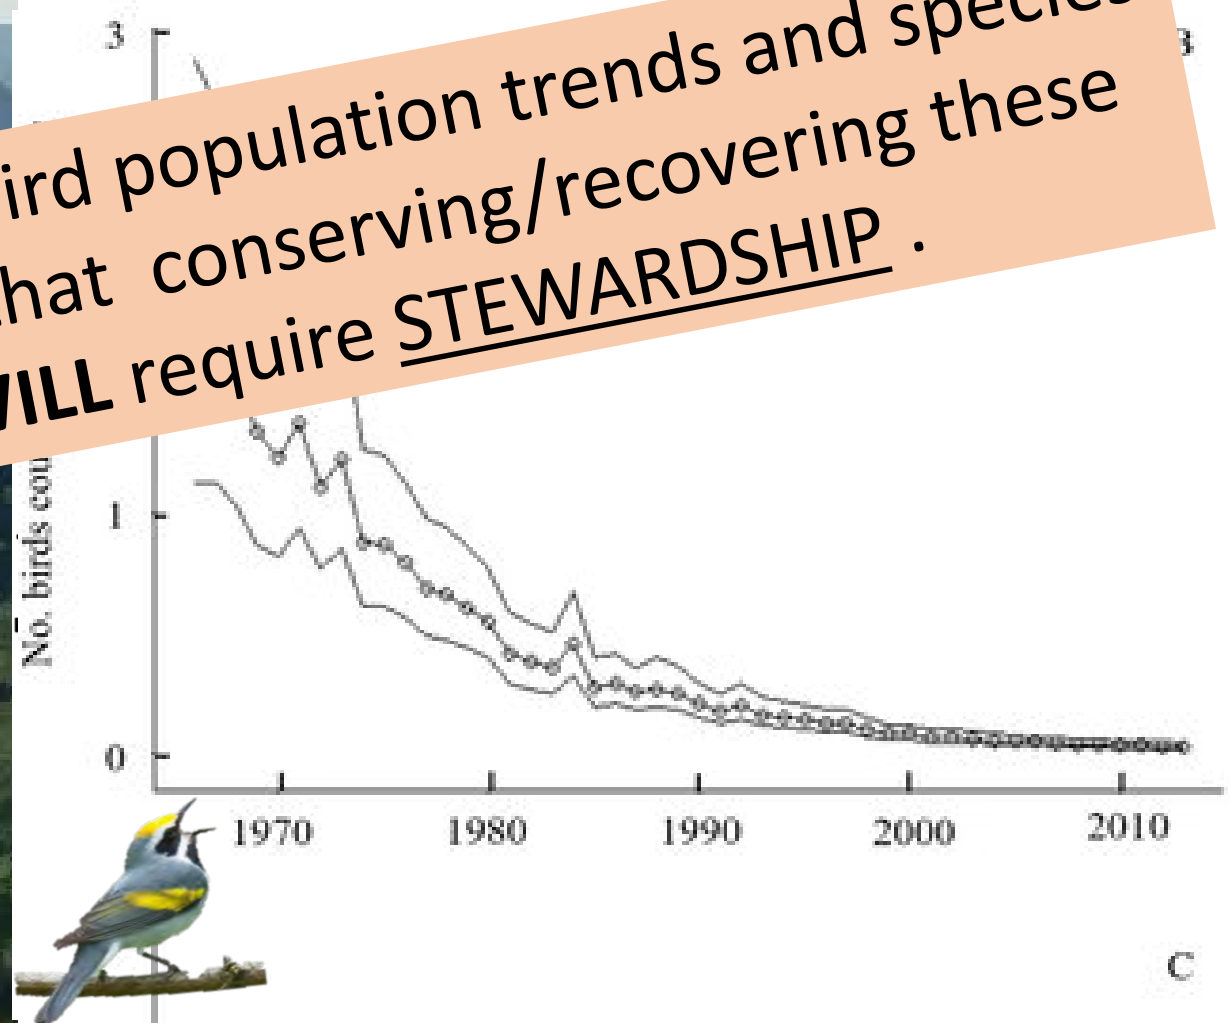 3
ird population trends and species
hat conserving/recovering these
WILL require STEWARDSHIP .
No. birds cou
1
0
1970 1980 1990 2000 2010
C